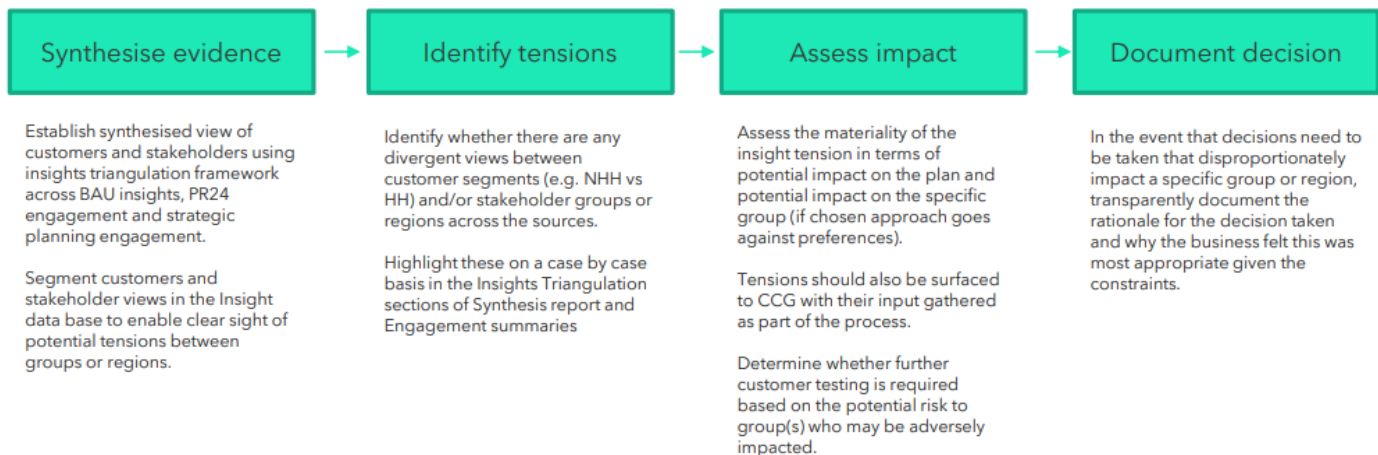 Synthesise evidence
Identify tensions
Assess impact
Document decision
Establish synthesised view of
customers and stakeholders using
insights triangulation framework
across BAU insights, PR24
engagement and strategic
planning engagement.
Segment customers and
stakeholder views in the Insight
data base to enable clear sight of
potential tensions between
groups or regions.
Identify whether there are any
divergent views between
customer segments (e.g. NHH vs
HH) and/or stakeholder groups or
regions across the sources.
Highlight these on a case by case
basis in the Insights Triangulation
sections of Synthesis report and
Engagement summaries
Assess the materiality of the
insight tension in terms of
potential impact on the plan and
potential impact on the specific
group (if chosen approach goes
against preferences).
Tensions should also be surfaced
to CCG with their input gathered
as part of the process.
Determine whether further
customer testing is required
based on the potential risk to
group(s) who may be adversely
impacted.
In the event that decisions need to
be taken that disproportionately
impact a specific group or region,
transparently document the
rationale for the decision taken
and why the business felt this was
most appropriate given the
constraints.